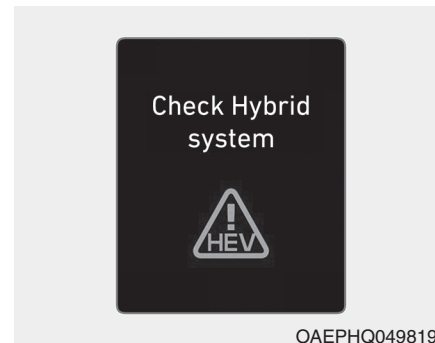 Check Hybrid
system
!
HEV
OAEPHQ049819